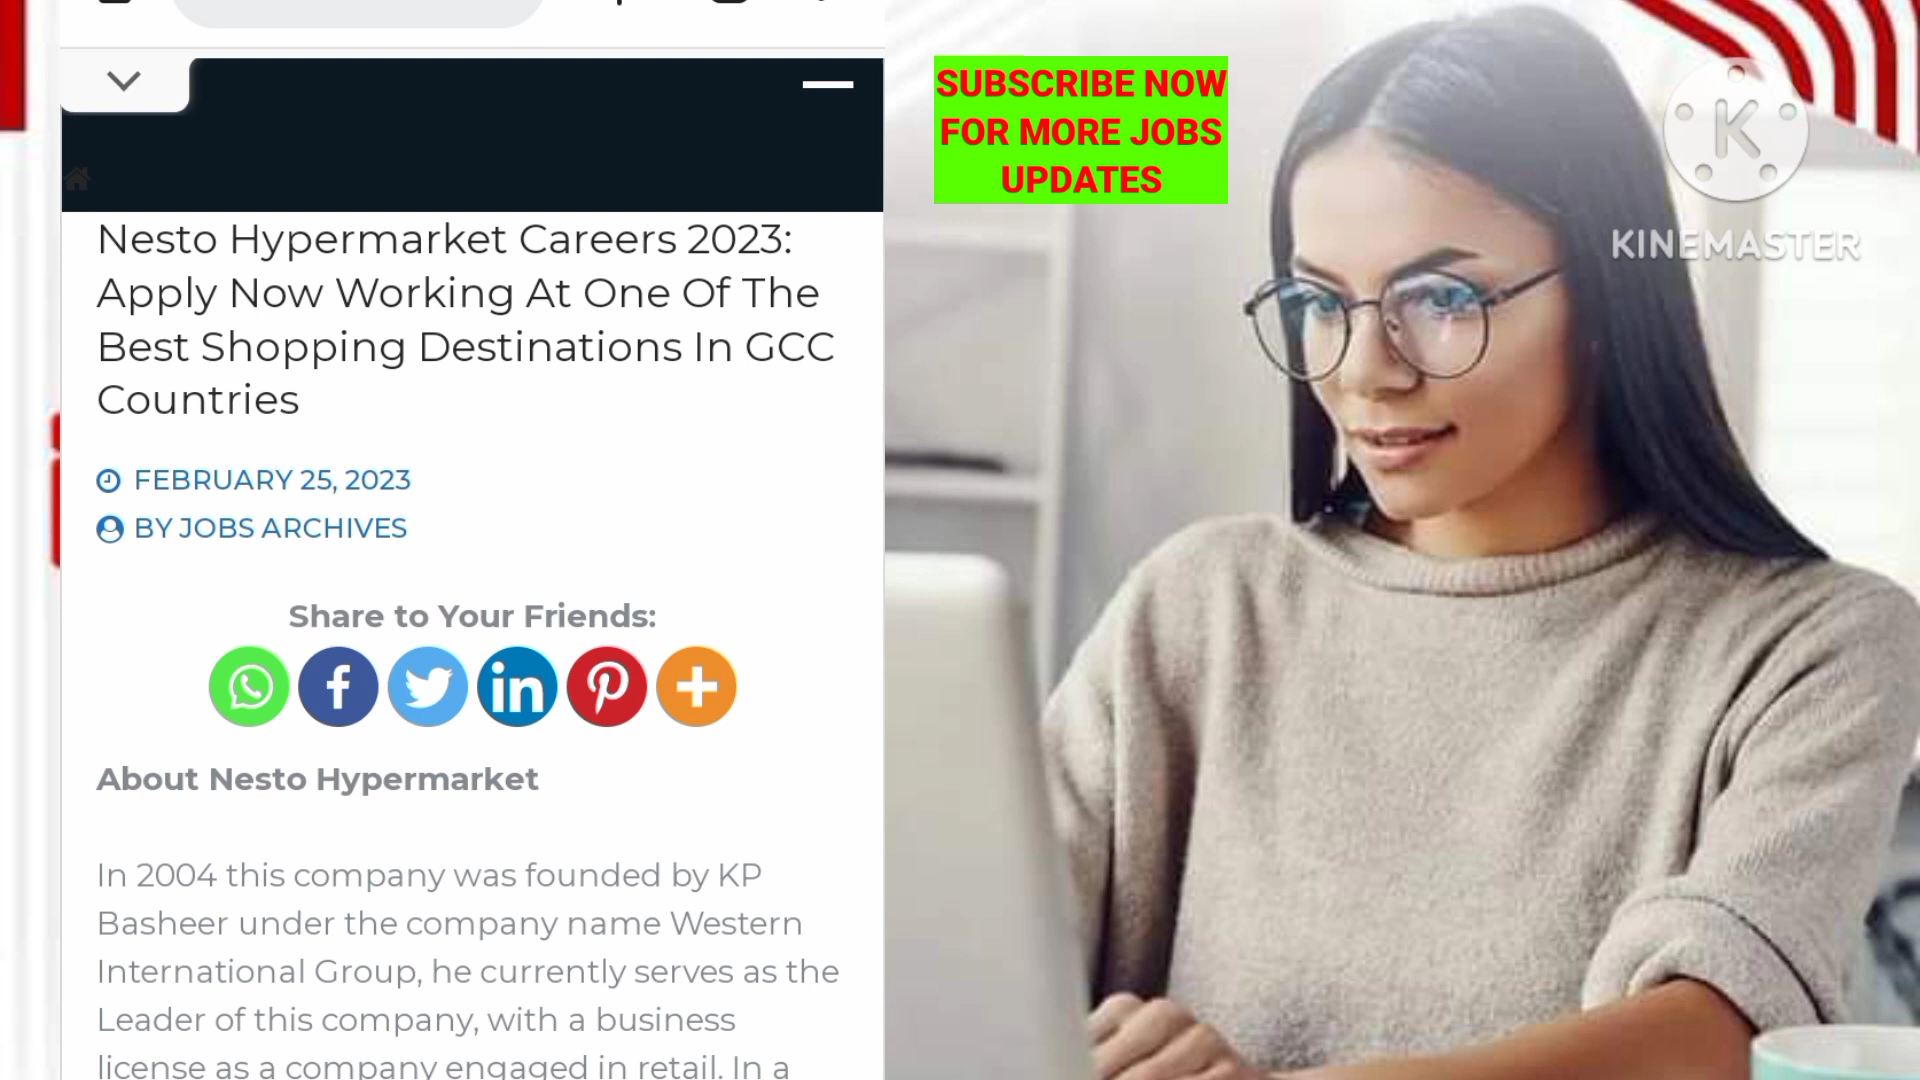 Nesto Hypermarket Careers 2023:
Apply Now Working At One Of The
Best Shopping Destinations In GCC
Countries
FEBRUARY 25, 2023
BY JOBS ARCHIVES
Share to Your Friends:
About Nesto Hypermarket
In 2004 this company was founded by KP
Basheer under the company name Western
International Group, he currently serves as the
Leader of this company, with a business
license as a company engaged in retail. In a
SUBSCRIBE NOW
FOR MORE JOBS
UPDATES
K
KINEMASTER